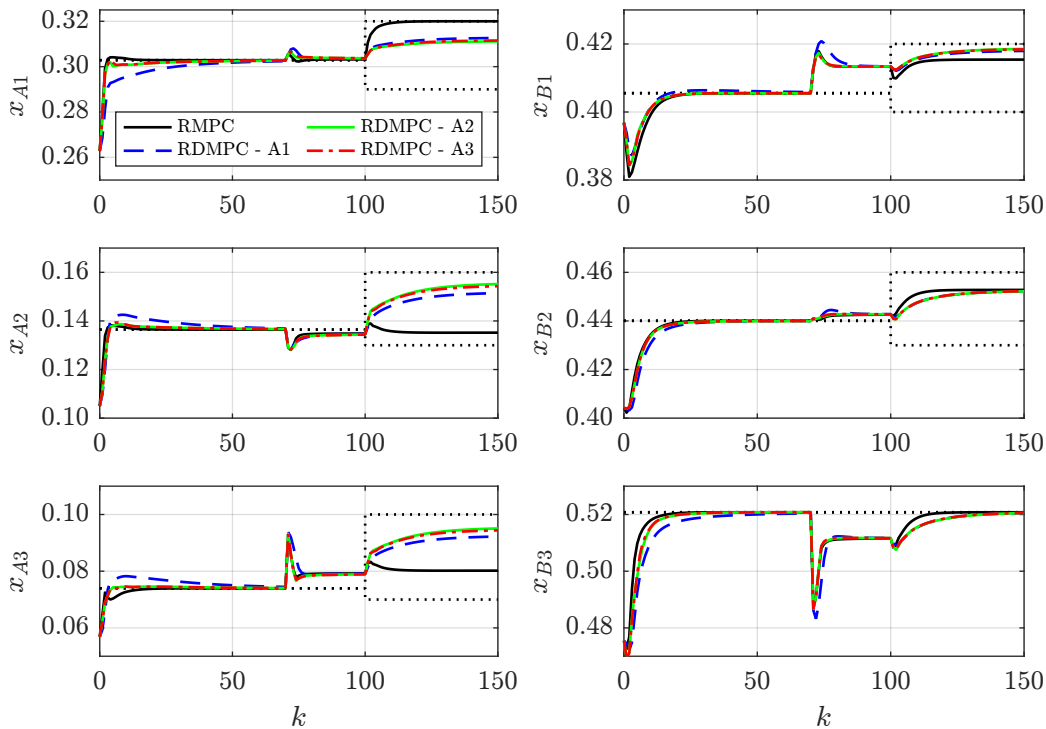 0.32
0.30
0.28
0.26
x_{A1}
RMPC
RDMPC - A1
RDMPC - A2
RDMPC - A3
0 50 100 150
0.42
0.40
0.38
x_{B1}
0 50 100 150
0.16
0.14
0.12
0.10
x_{A2}
0 50 100 150
0.46
0.44
0.42
0.40
x_{B2}
0 50 100 150
0.10
0.08
0.06
x_{A3}
0 50 100 150
k
0.52
0.50
0.48
x_{B3}
0 50 100 150
k